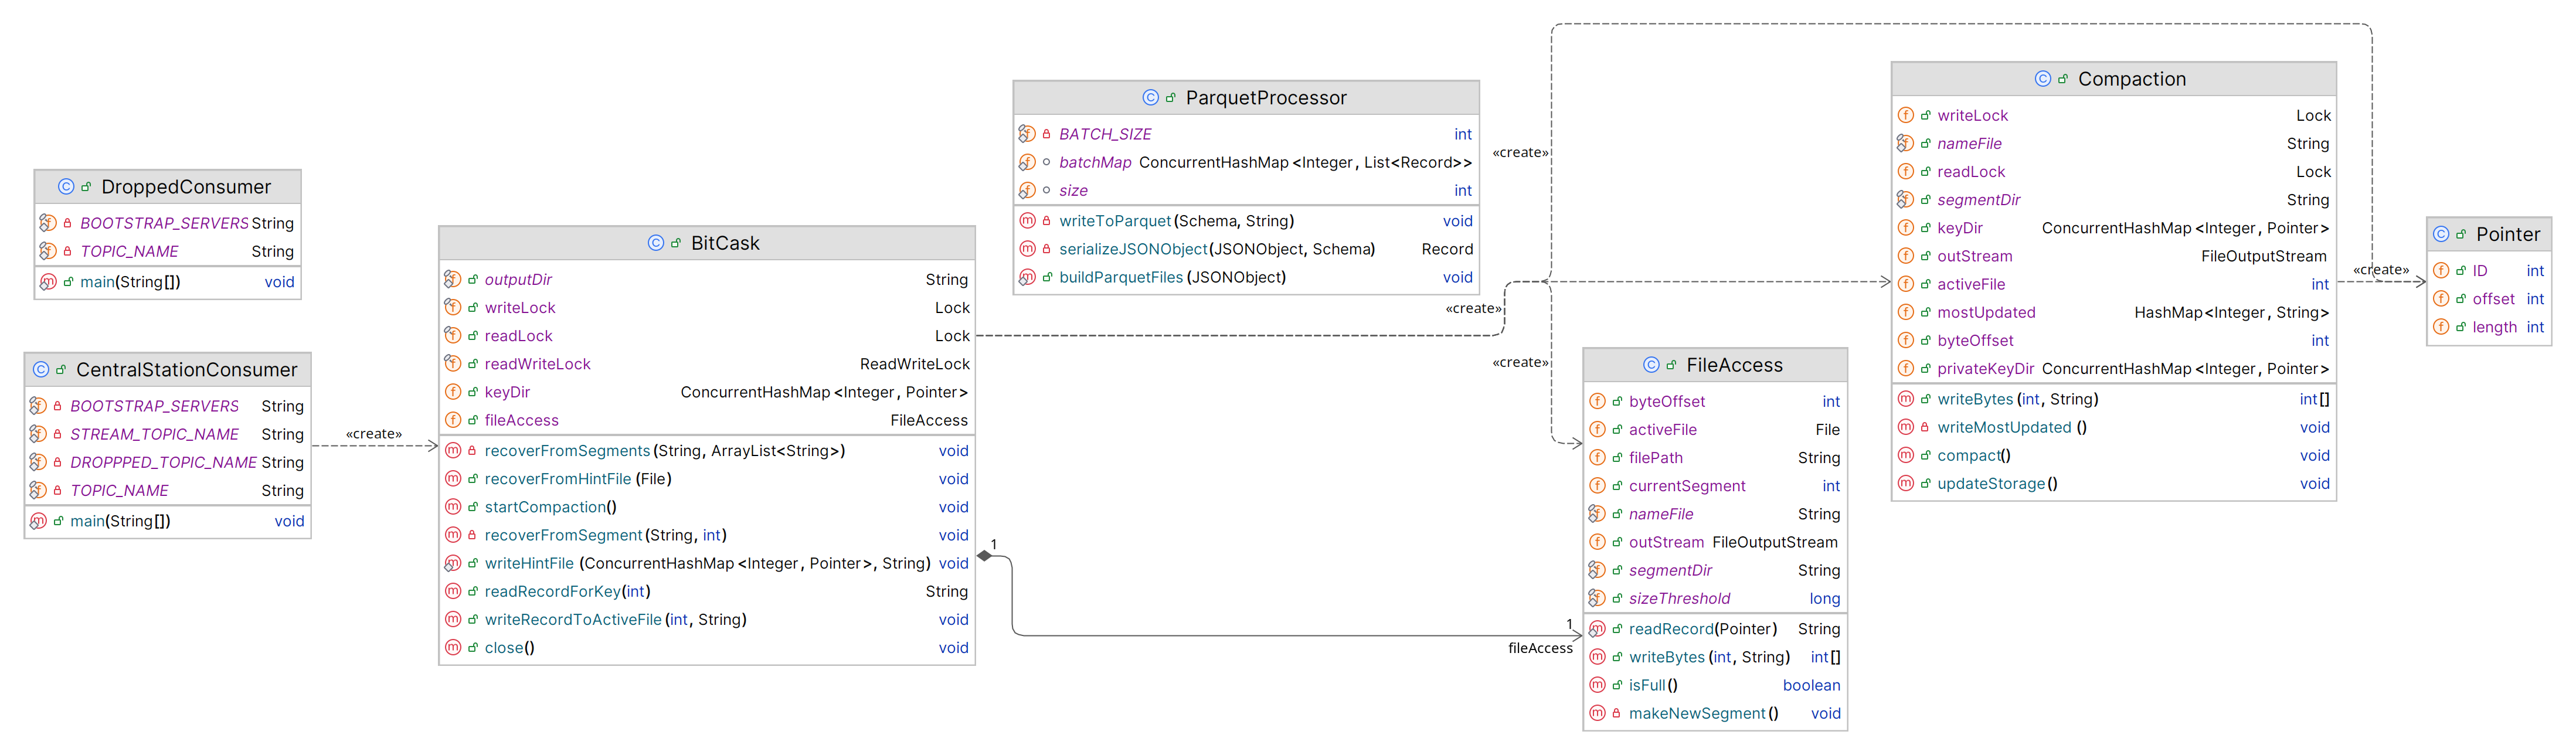 DroppedConsumer
BOOTSTRAP_SERVERS String
TOPIC_NAME String
main(String[]) void
CentralStationConsumer
BOOTSTRAP_SERVERS String
STREAM_TOPIC_NAME String
DROPPPED_TOPIC_NAME String
TOPIC_NAME String
main(String[]) void
«create»
BitCask
outputDir String
writeLock Lock
readLock Lock
readWriteLock ReadWriteLock
keyDir ConcurrentHashMap<Integer, Pointer>
fileAccess FileAccess
recoverFromSegments(String, ArrayList<String>) void
recoverFromHintFile(File) void
startCompaction() void
recoverFromSegment(String, int) void
writeHintFile(ConcurrentHashMap<Integer, Pointer>, String) void
readRecordForKey(int) String
writeRecordToActiveFile(int, String) void
close() void
ParquetProcessor
BATCH_SIZE int
batchMap ConcurrentHashMap<Integer, List<Record>>
size int
writeToParquet(Schema, String) void
serializeJSONObject(JSONObject, Schema) Record
buildParquetFiles(JSONObject) void
«create»
«create»
«create»
1
1
fileAccess
FileAccess
byteOffset int
activeFile File
filePath String
currentSegment int
nameFile String
outStream FileOutputStream
segmentDir String
sizeThreshold long
readRecord(Pointer) String
writeBytes(int, String) int[]
isFull() boolean
makeNewSegment() void
Compaction
writeLock Lock
nameFile String
readLock Lock
segmentDir String
keyDir ConcurrentHashMap<Integer, Pointer>
outStream FileOutputStream
activeFile int
mostUpdated HashMap<Integer, String>
byteOffset int
privateKeyDir ConcurrentHashMap<Integer, Pointer>
writeBytes(int, String) int[]
writeMostUpdated() void
compact() void
updateStorage() void
«create»
Pointer
ID int
offset int
length int